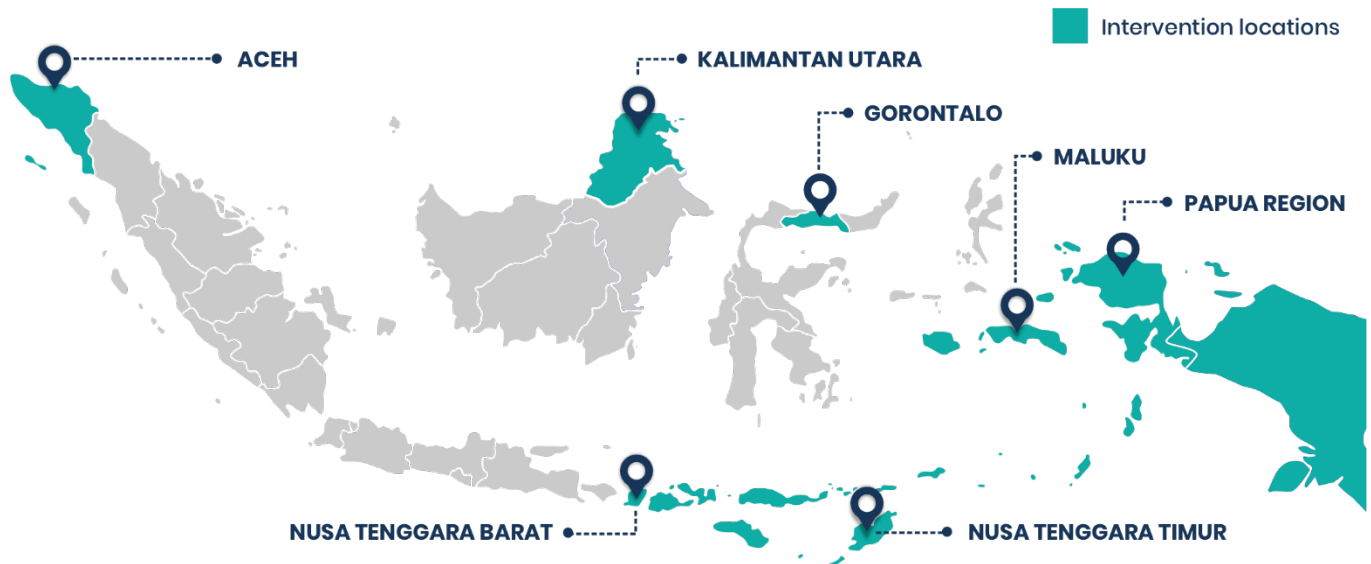 Intervention locations
ACEH
KALIMANTAN UTARA
GORONTALO
MALUKU
PAPUA REGION
NUSA TENGGARA BARAT
NUSA TENGGARA TIMUR